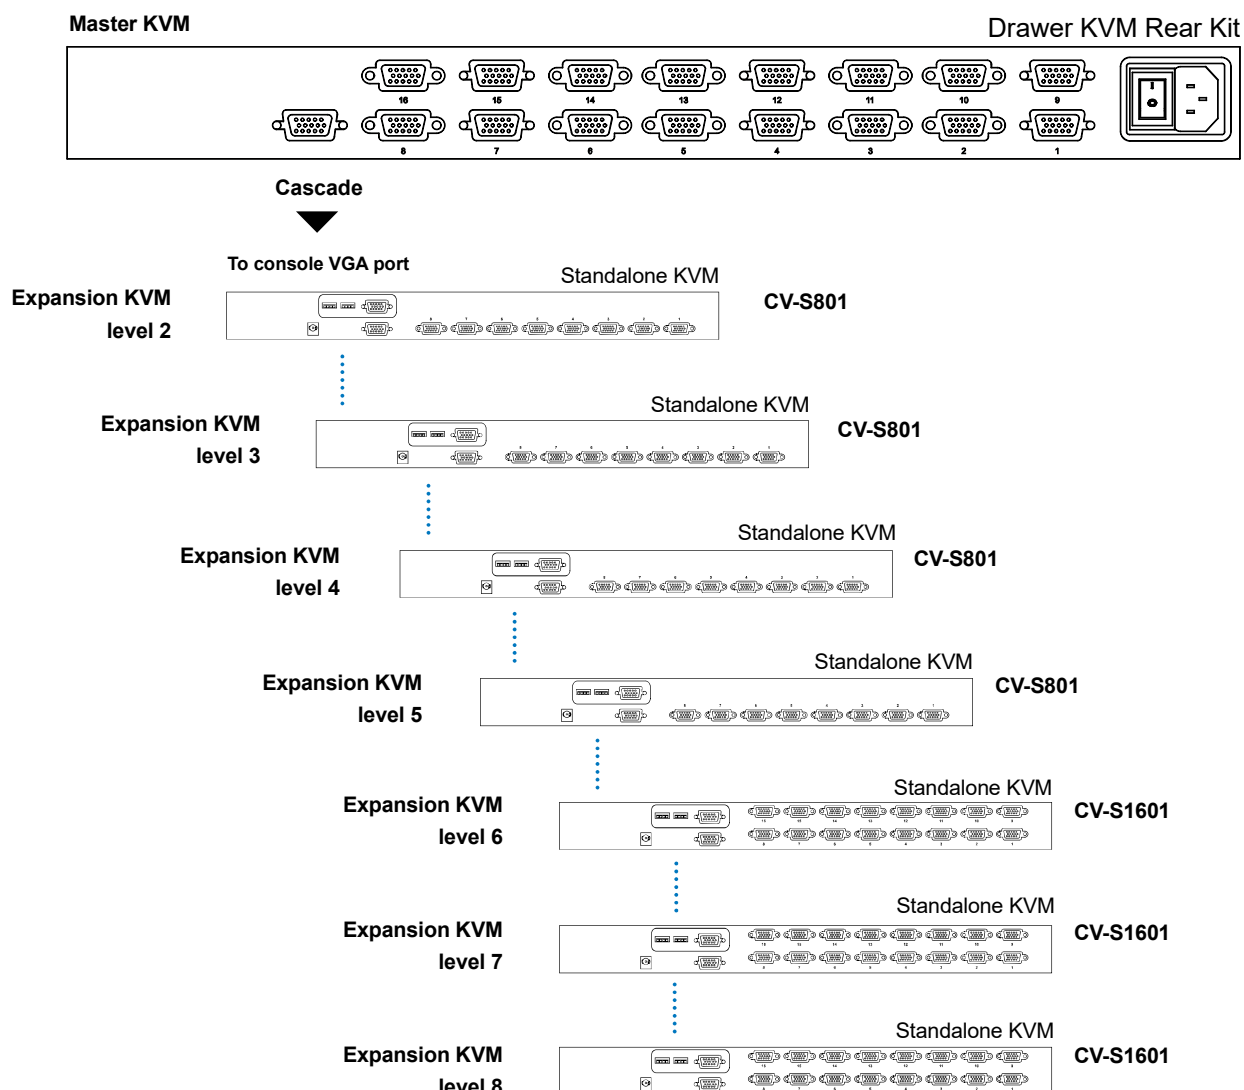 Master KVM
Drawer KVM Rear Kit
16 15 14 13 12 11 10 9
8 7 6 5 4 3 2 1
Cascade
To console VGA port
Standalone KVM
Expansion KVM
level 2
CV-S801
Standalone KVM
Expansion KVM
level 3
CV-S801
Standalone KVM
Expansion KVM
level 4
CV-S801
Standalone KVM
Expansion KVM
level 5
CV-S801
Standalone KVM
Expansion KVM
level 6
CV-S1601
Standalone KVM
Expansion KVM
level 7
CV-S1601
Standalone KVM
Expansion KVM
level 8
CV-S1601